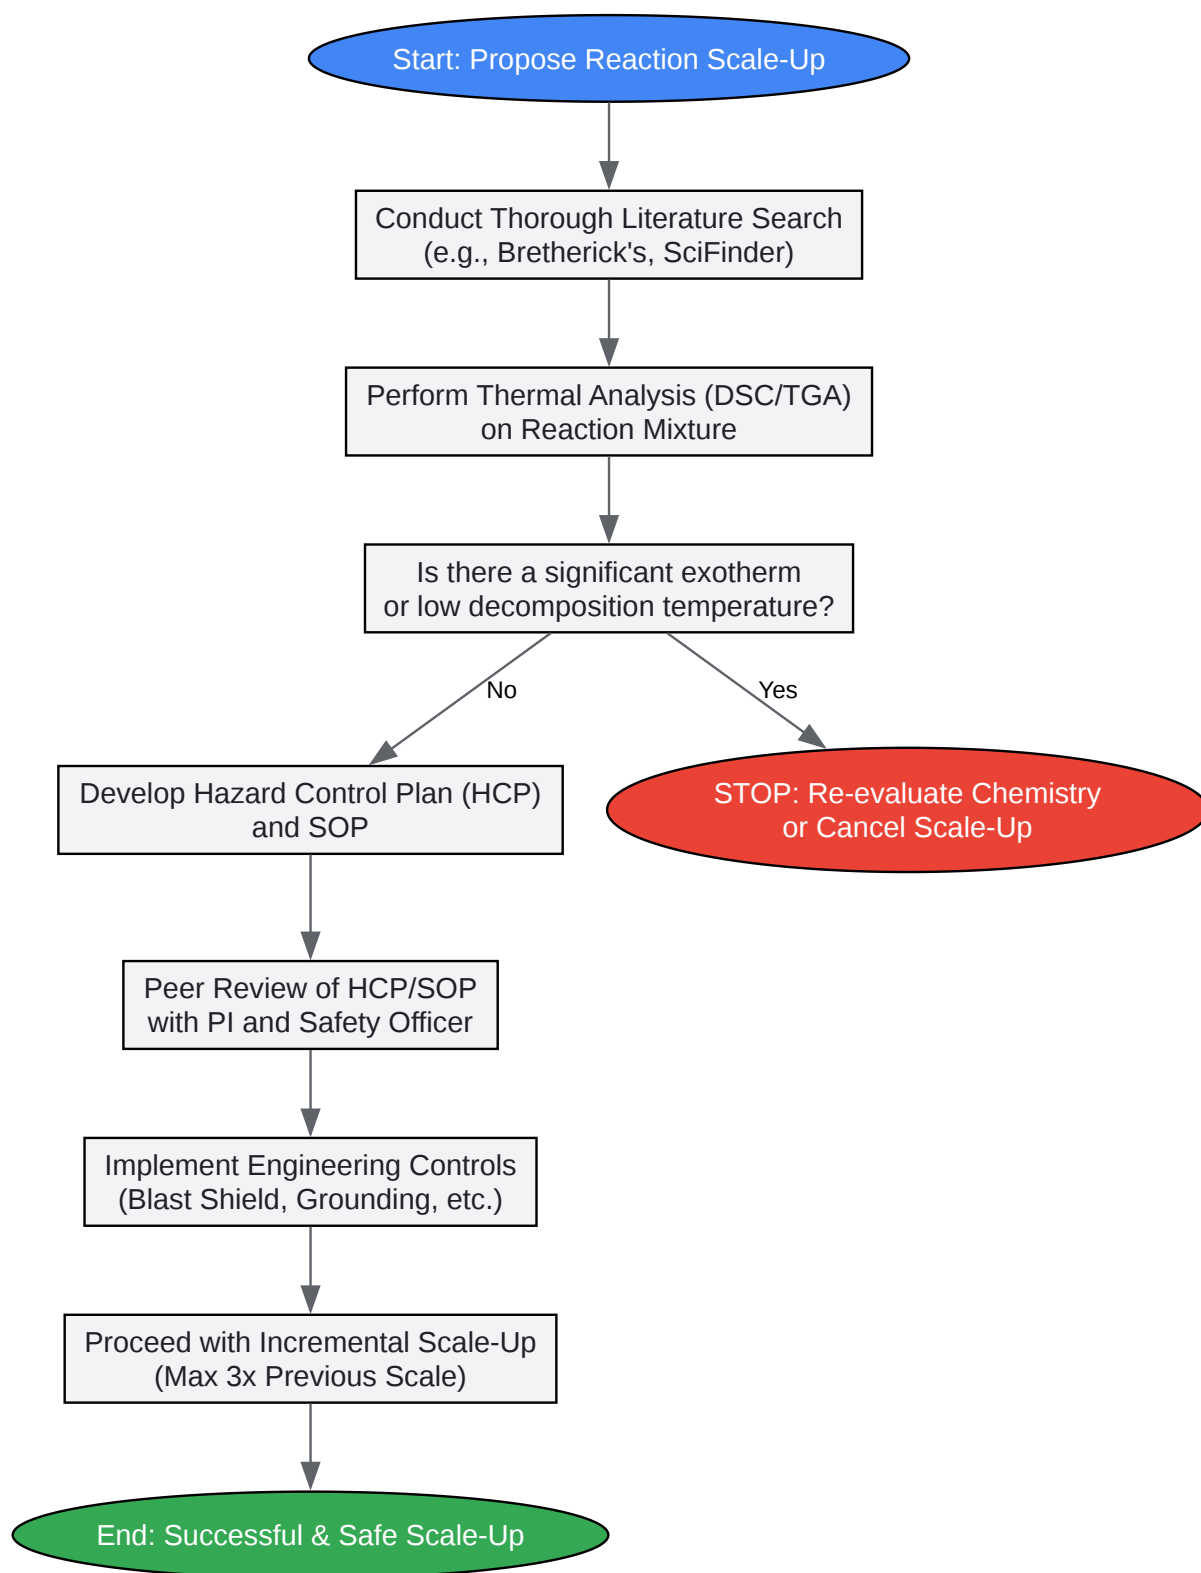 Start: Propose Reaction Scale-Up
Conduct Thorough Literature Search
(e.g., Bretherick's, SciFinder)
Perform Thermal Analysis (DSC/TGA)
on Reaction Mixture
Is there a significant exotherm
or low decomposition temperature?
No
Yes
Develop Hazard Control Plan (HCP)
and SOP
STOP: Re-evaluate Chemistry
or Cancel Scale-Up
Peer Review of HCP/SOP
with PI and Safety Officer
Implement Engineering Controls
(Blast Shield, Grounding, etc.)
Proceed with Incremental Scale-Up
(Max 3x Previous Scale)
End: Successful & Safe Scale-Up